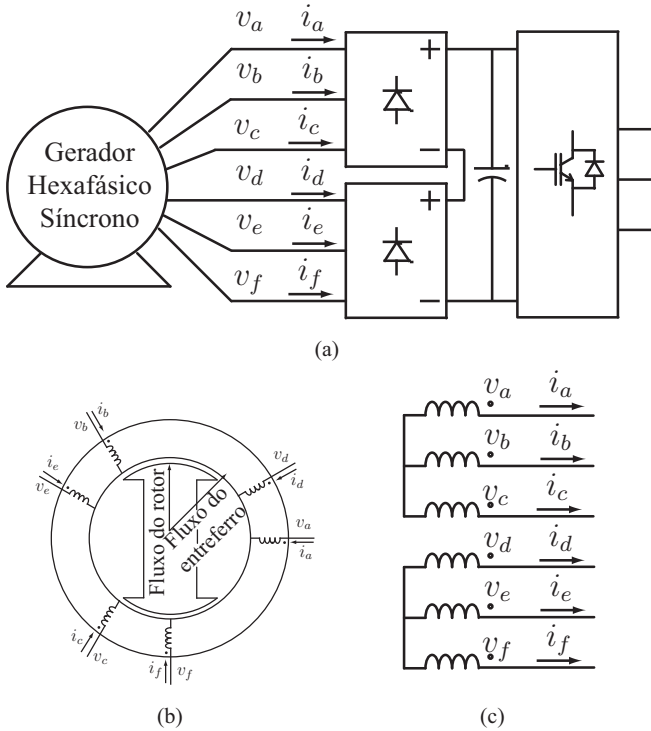 v_a i_a
v_b i_b
v_c i_c
v_d i_d
v_e i_e
v_f i_f
Gerador
Hexafásico
Síncrono
+
−
+
−
(a)
i_b
v_b
i_e
v_e
v_d
i_d
v_a
i_a
Fluxo do rotor
Fluxo do
entreferro
i_c
v_c
i_f v_f
(b)
v_a i_a
v_b i_b
v_c i_c
v_d i_d
v_e i_e
v_f i_f
(c)